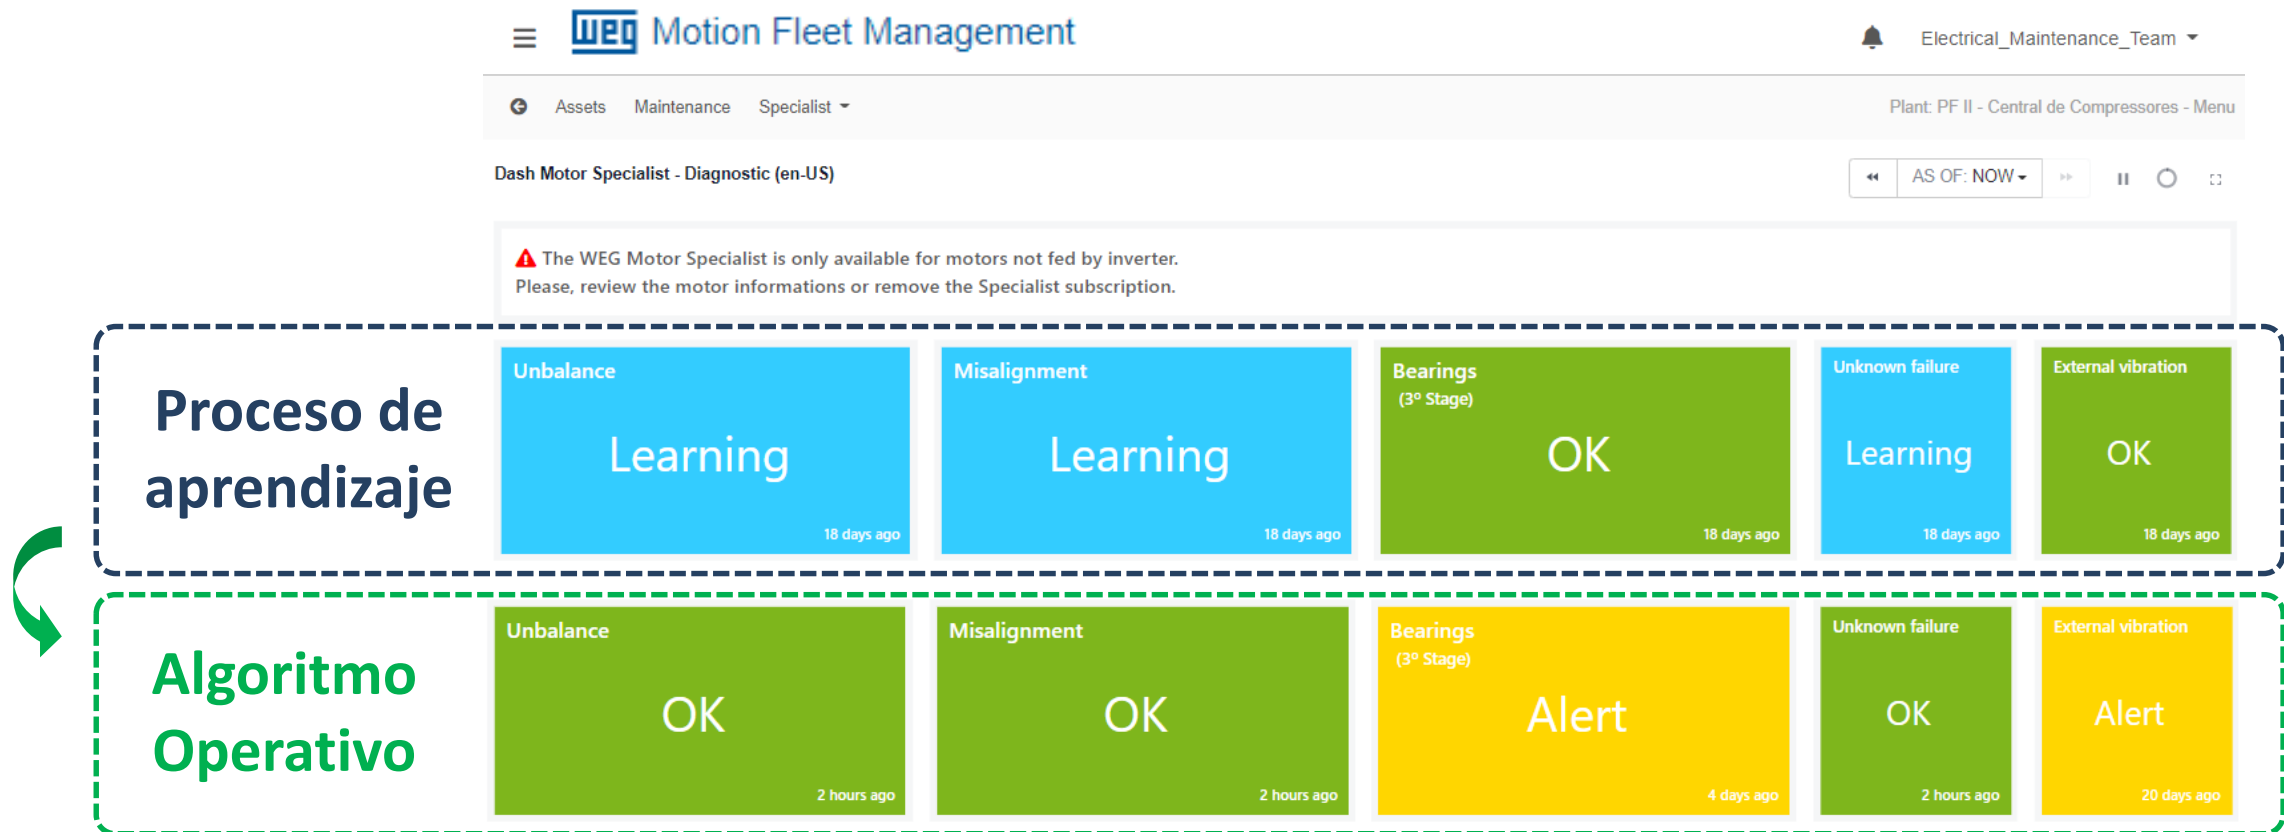 weg Motion Fleet Management
Electrical_Maintenance_Team
Assets Maintenance Specialist
Plant: PF II - Central de Compressores - Menu
Dash Motor Specialist - Diagnostic (en-US)
AS OF: NOW
The WEG Motor Specialist is only available for motors not fed by inverter.
Please, review the motor informations or remove the Specialist subscription.
Proceso de
aprendizaje
Unbalance
Learning
18 days ago
Misalignment
Learning
18 days ago
Bearings
(3º Stage)
OK
18 days ago
Unknown failure
Learning
18 days ago
External vibration
OK
18 days ago
Algoritmo
Operativo
Unbalance
OK
2 hours ago
Misalignment
OK
2 hours ago
Bearings
(3º Stage)
Alert
4 days ago
Unknown failure
OK
2 hours ago
External vibration
Alert
20 days ago